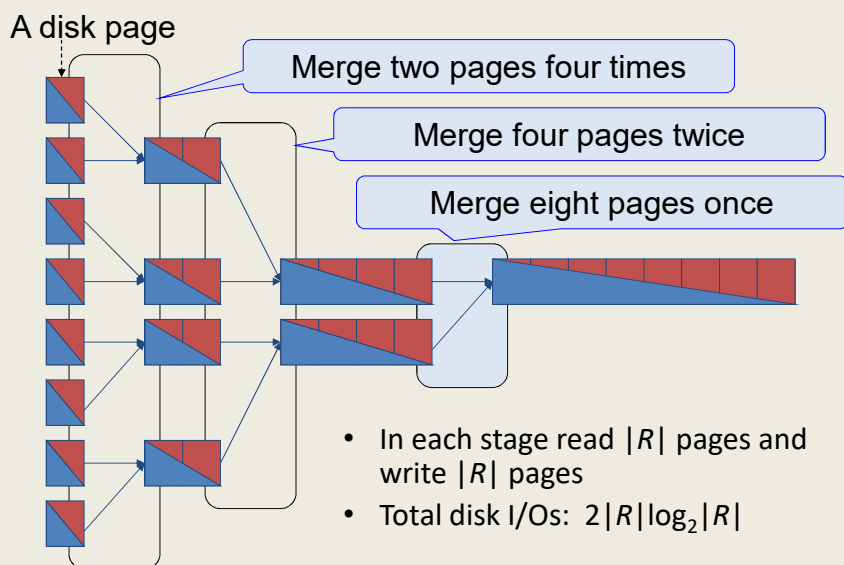 A disk page
Merge two pages four times
Merge four pages twice
Merge eight pages once
• In each stage read |R| pages and
write |R| pages
• Total disk I/Os: 2|R|log₂|R|